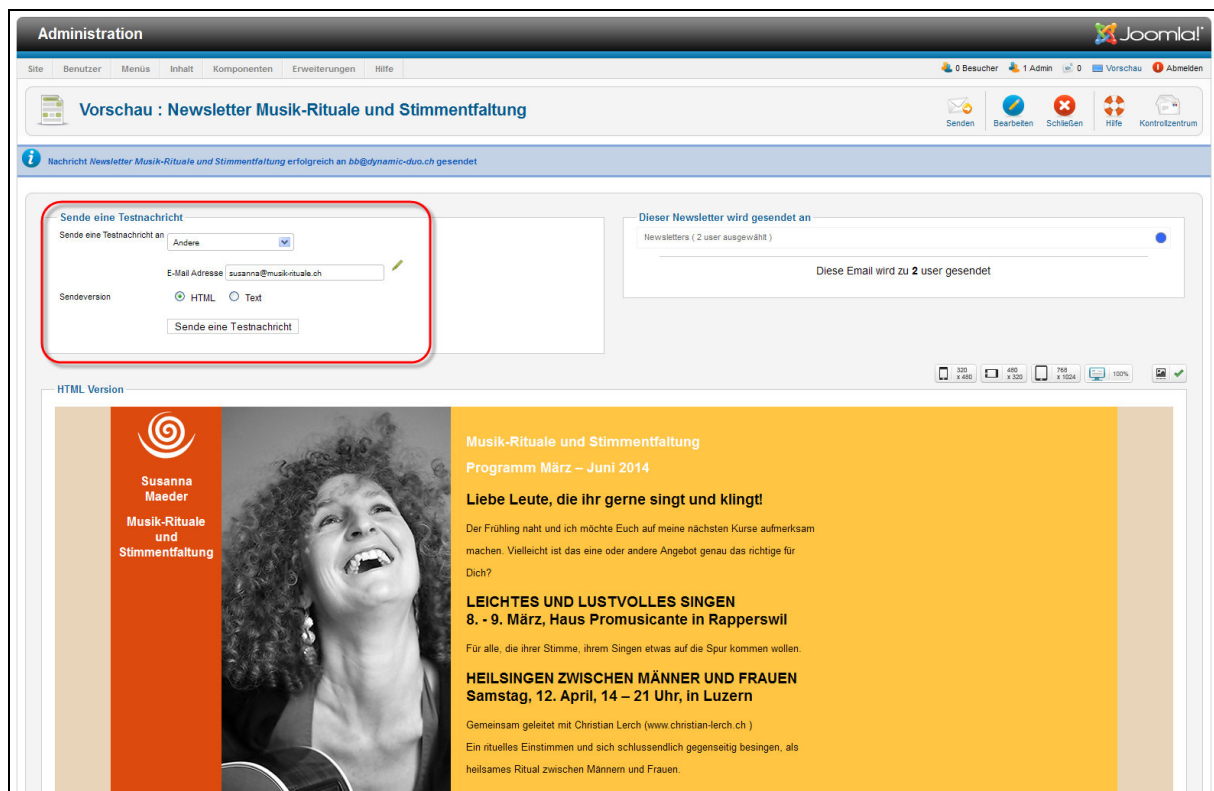 Administration
Joomla!
Site Benutzer Menüs Inhalt Komponenten Erweiterungen Hilfe
0 Besucher 1 Admin 0 Vorschau Abmelden
Vorschau : Newsletter Musik-Rituale und Stimmentfaltung
Senden Bearbeiten Schließen Hilfe Kontrollzentrum
Nachricht Newsletter Musik-Rituale und Stimmentfaltung erfolgreich an bb@dynamic-duo.ch gesendet
Sende eine Testnachricht
Sende eine Testnachricht an Andere
E-Mail Adresse susanna@musik-rituale.ch
Sendeversion HTML Text
Sende eine Testnachricht
Dieser Newsletter wird gesendet an
Newsletters ( 2 user ausgewählt )
Diese Email wird zu 2 user gesendet
320 x 480 480 x 320 768 x 1024 100%
HTML Version
Susanna
Maeder
Musik-Rituale
und
Stimmentfaltung
Musik-Rituale und Stimmentfaltung
Programm März – Juni 2014
Liebe Leute, die ihr gerne singt und klingt!
Der Frühling naht und ich möchte Euch auf meine nächsten Kurse aufmerksam
machen. Vielleicht ist das eine oder andere Angebot genau das richtige für
Dich?
LEICHTES UND LUSTVOLLES SINGEN
8. - 9. März, Haus Promusicante in Rapperswil
Für alle, die ihrer Stimme, ihrem Singen etwas auf die Spur kommen wollen.
HEILSINGEN ZWISCHEN MÄNNER UND FRAUEN
Samstag, 12. April, 14 – 21 Uhr, in Luzern
Gemeinsam geleitet mit Christian Lerch (www.christian-lerch.ch )
Ein rituelles Einstimmen und sich schlussendlich gegenseitig besingen, als
heilsames Ritual zwischen Männern und Frauen.